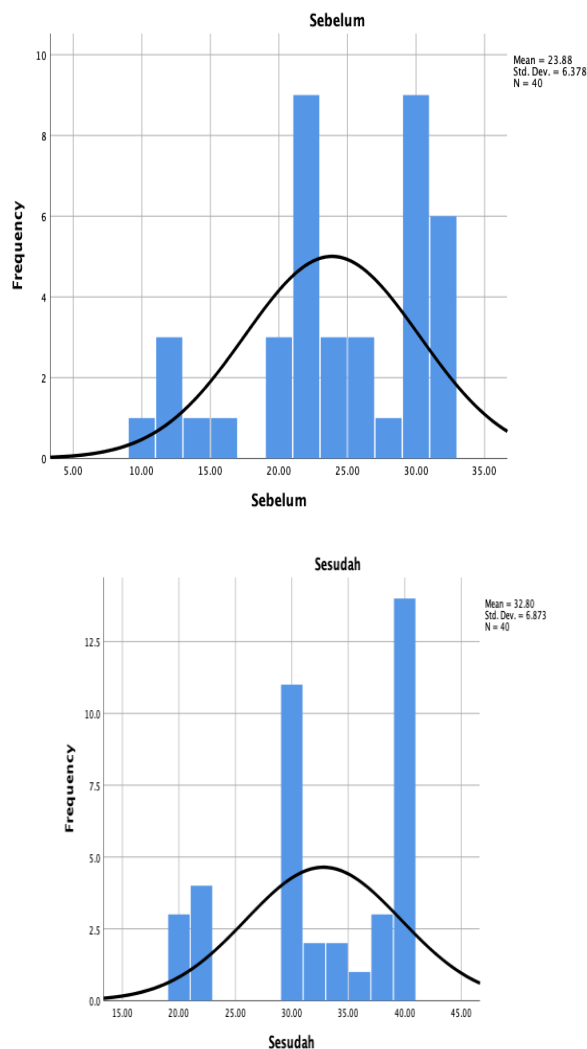 Sebelum
Mean = 23.88
Std. Dev. = 6.378
N = 40
10
8
6
4
2
0
Frequency
5.00 10.00 15.00 20.00 25.00 30.00 35.00
Sebelum
Sesudah
Mean = 32.80
Std. Dev. = 6.873
N = 40
12.5
10.0
7.5
5.0
2.5
0.0
Frequency
15.00 20.00 25.00 30.00 35.00 40.00 45.00
Sesudah